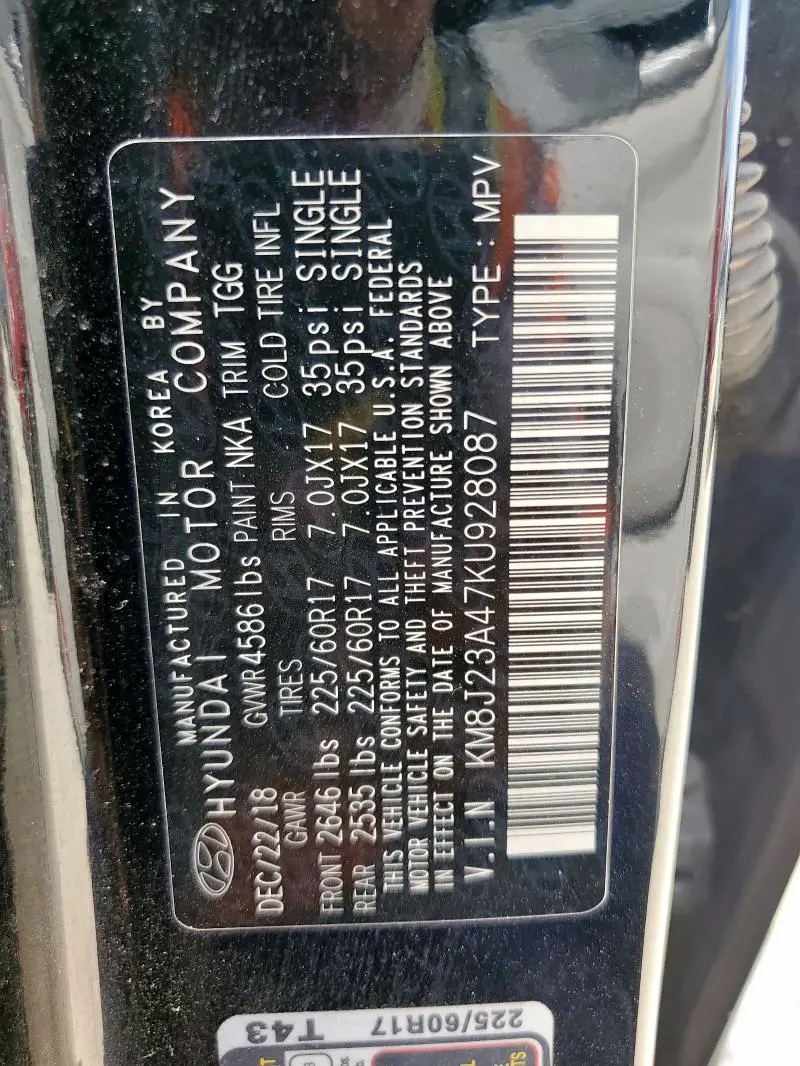 MANUFACTURED IN KOREA BY
HYUNDAI MOTOR COMPANY
DEC/22/18 GVWR4586lbs PAINT NKA TRIM TGG
GAWR TIRES RIMS COLD TIRE INFL
FRONT 2646 lbs 225/60R17 7.0JX17 35psi SINGLE
REAR 2535 lbs 225/60R17 7.0JX17 35psi SINGLE
THIS VEHICLE CONFORMS TO ALL APPLICABLE U.S.A. FEDERAL
MOTOR VEHICLE SAFETY AND THEFT PREVENTION STANDARDS
IN EFFECT ON THE DATE OF MANUFACTURE SHOWN ABOVE
V.I.N KM8J23A47KU928087 TYPE : MPV
225/60R17
T43